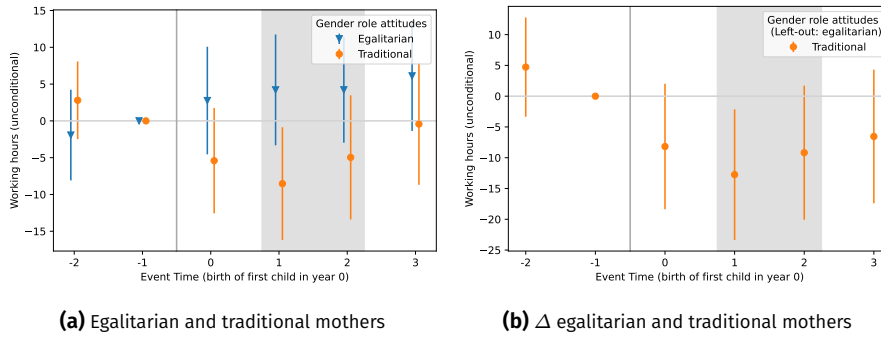 Gender role attitudes
Egalitarian
Traditional
15
10
5
0
−5
−10
−15
Working hours (unconditional)
-2
-1
0
1
2
3
Event Time (birth of first child in year 0)
(a) Egalitarian and traditional mothers
Gender role attitudes
(Left-out: egalitarian)
Traditional
10
5
0
−5
−10
−15
−20
−25
Working hours (unconditional)
-2
-1
0
1
2
3
Event Time (birth of first child in year 0)
(b) Δ egalitarian and traditional mothers